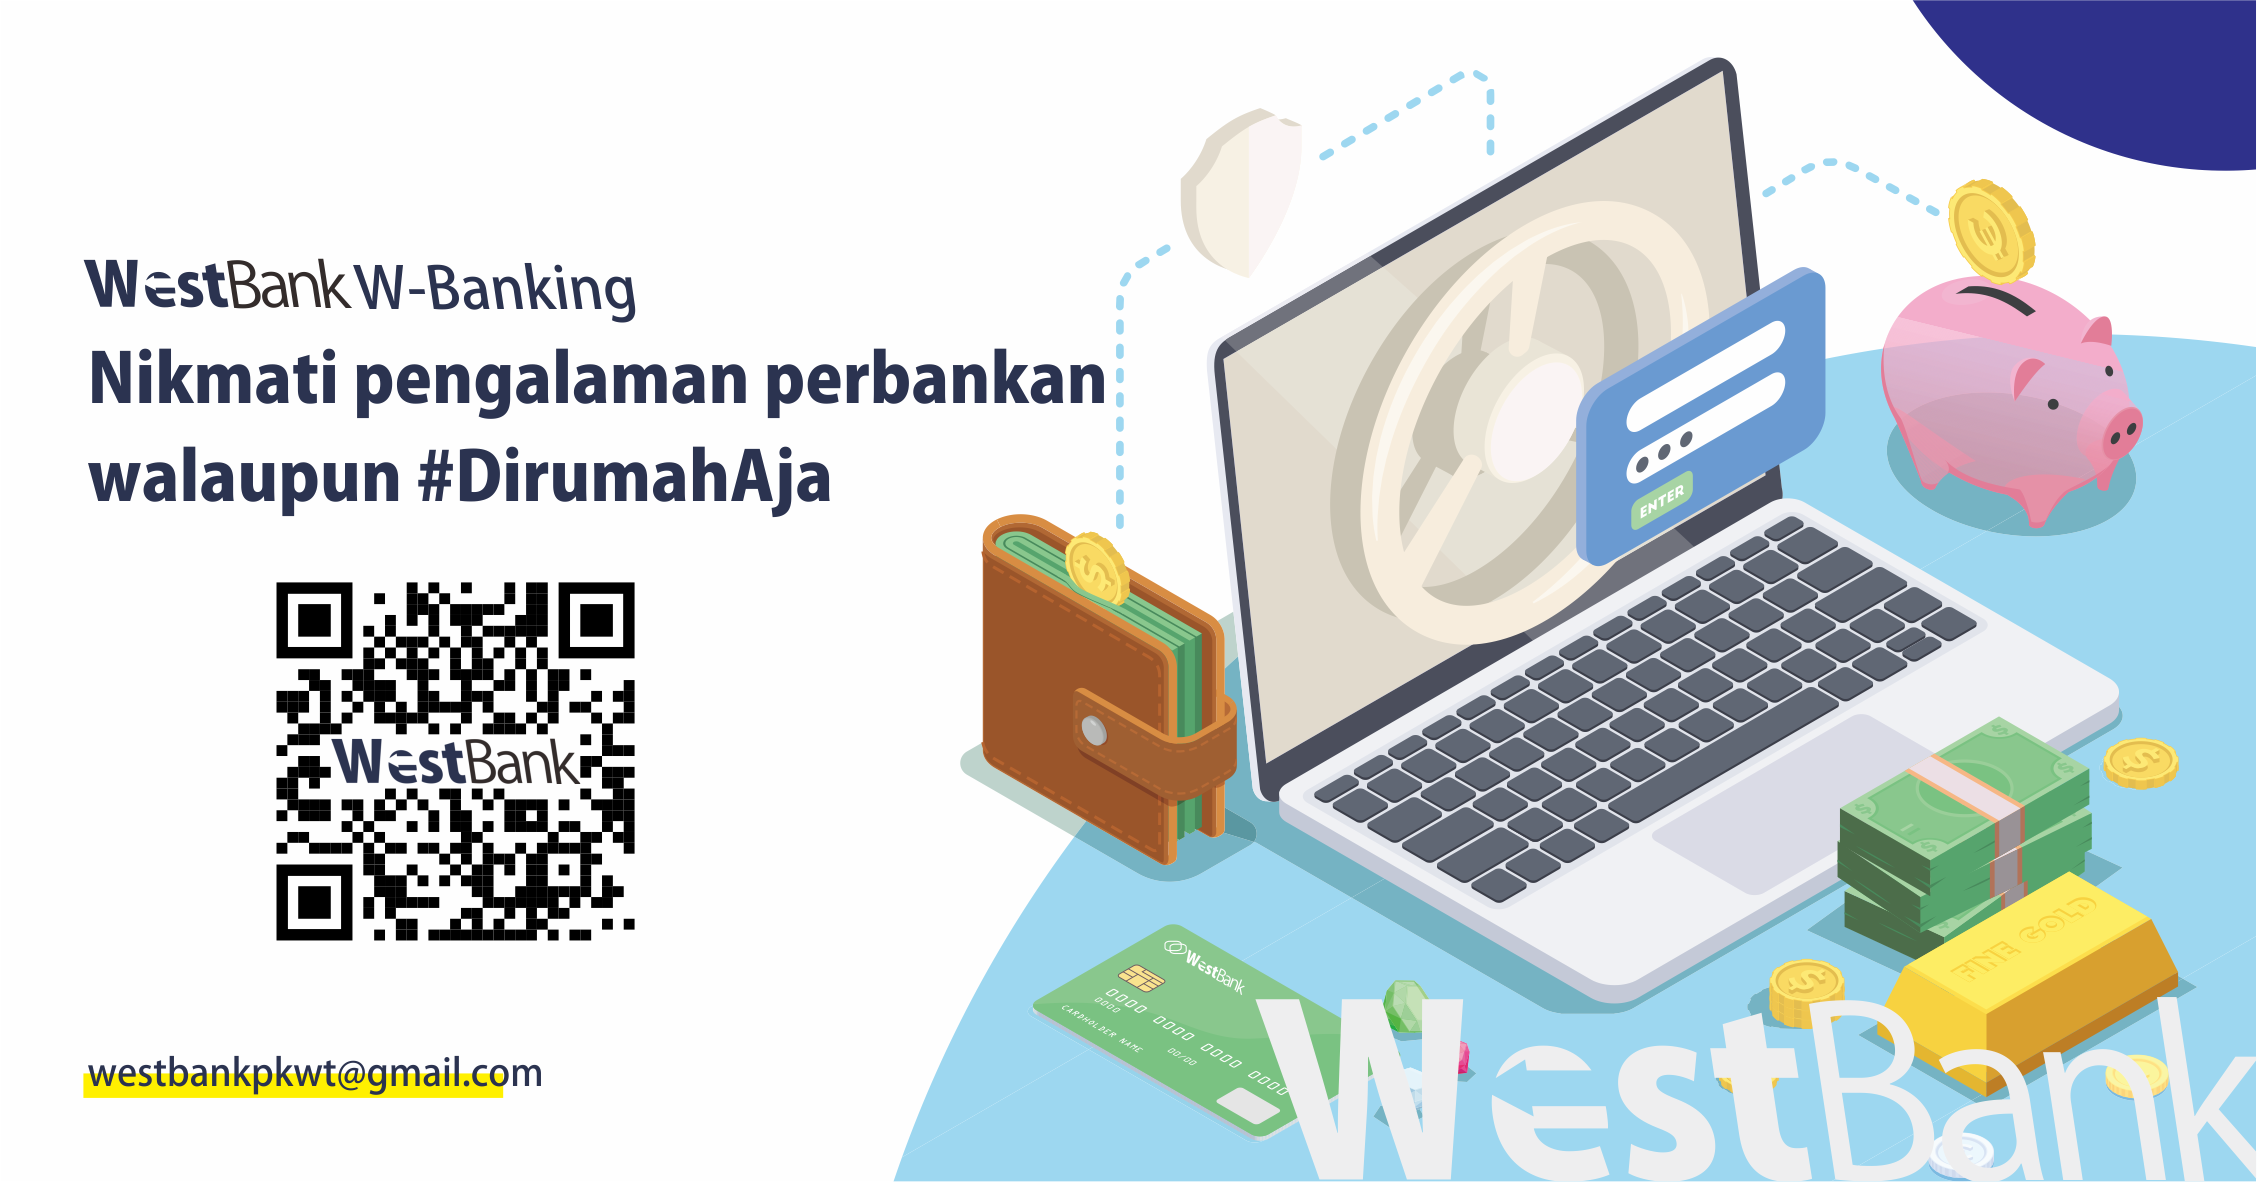 WestBank W-Banking
Nikmati pengalaman perbankan
walaupun #DirumahAja
WestBank
westbankpkwt@gmail.com
ENTER
FINE GOLD
WestBank
0000 0000 0000 0000
0000
CARDHOLDER NAME
00/00
WestBank